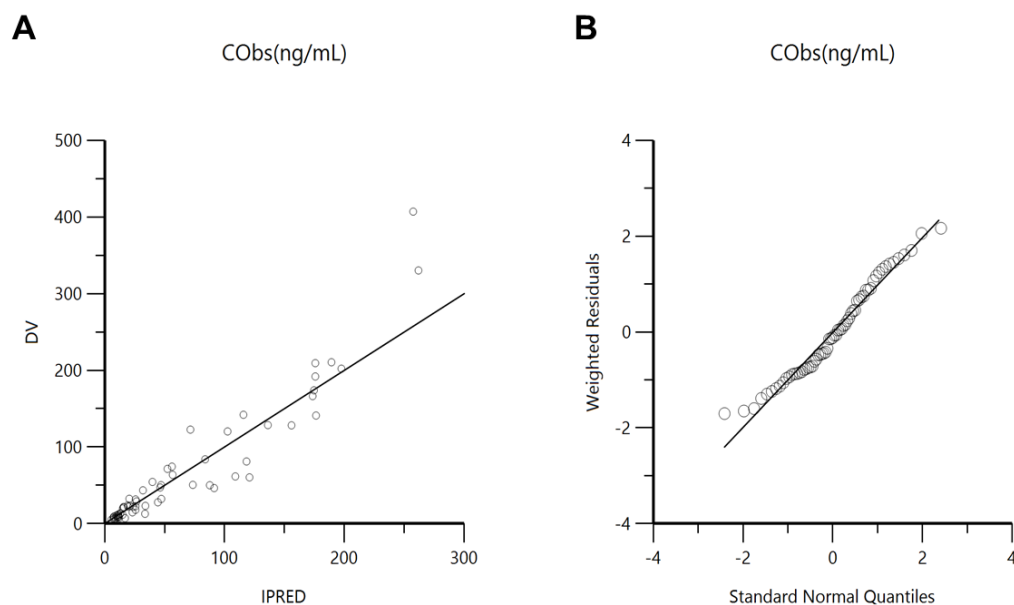 A
CObs(ng/mL)
500
400
300
200
100
0
DV
0
100
200
300
IPRED
B
CObs(ng/mL)
4
2
0
-2
-4
Weighted Residuals
-4
-2
0
2
4
Standard Normal Quantiles